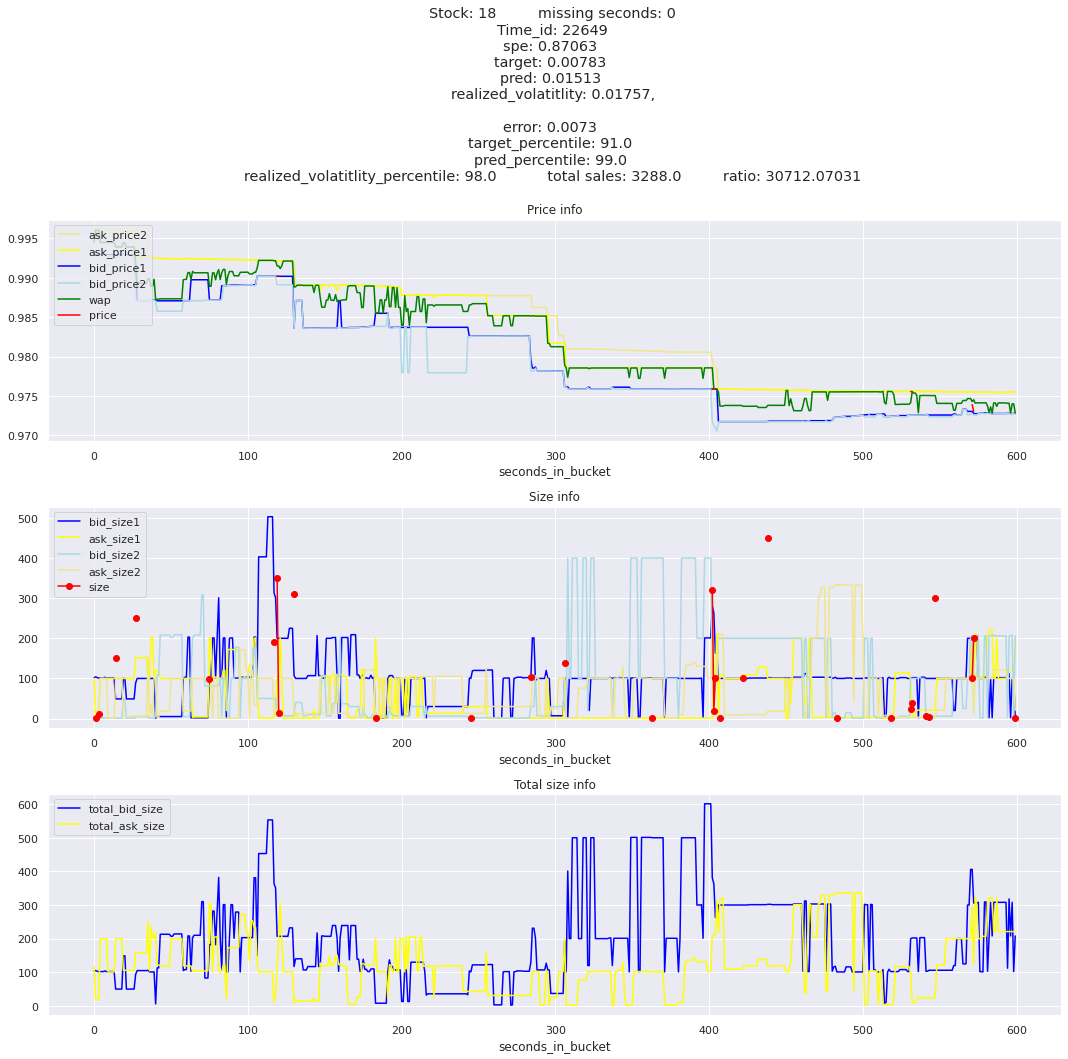 Stock: 18 missing seconds: 0
Time_id: 22649
spe: 0.87063
target: 0.00783
pred: 0.01513
realized_volatitlity: 0.01757,
error: 0.0073
target_percentile: 91.0
pred_percentile: 99.0
realized_volatitlity_percentile: 98.0 total sales: 3288.0 ratio: 30712.07031
Price info
0.995
0.990
0.985
0.980
0.975
0.970
ask_price2
ask_price1
bid_price1
bid_price2
wap
price
0 100 200 300 400 500 600
seconds_in_bucket
Size info
500
400
300
200
100
0
bid_size1
ask_size1
bid_size2
ask_size2
size
0 100 200 300 400 500 600
seconds_in_bucket
Total size info
600
500
400
300
200
100
0
total_bid_size
total_ask_size
0 100 200 300 400 500 600
seconds_in_bucket